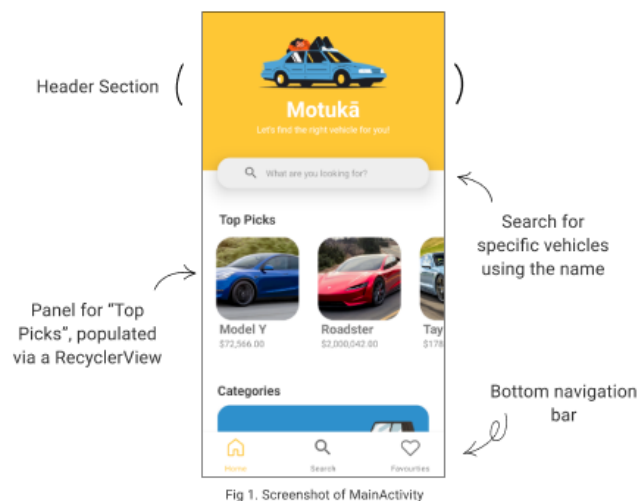 Header Section
Motukā
Let's find the right vehicle for you!
What are you looking for?
Search for
specific vehicles
using the name
Top Picks
Panel for “Top
Picks”, populated
via a RecyclerView
Model Y
Roadster
Tay
$72,566.00
$2,000,042.00
$178
Categories
Bottom navigation
bar
Home
Search
Favourites
Fig 1. Screenshot of MainActivity